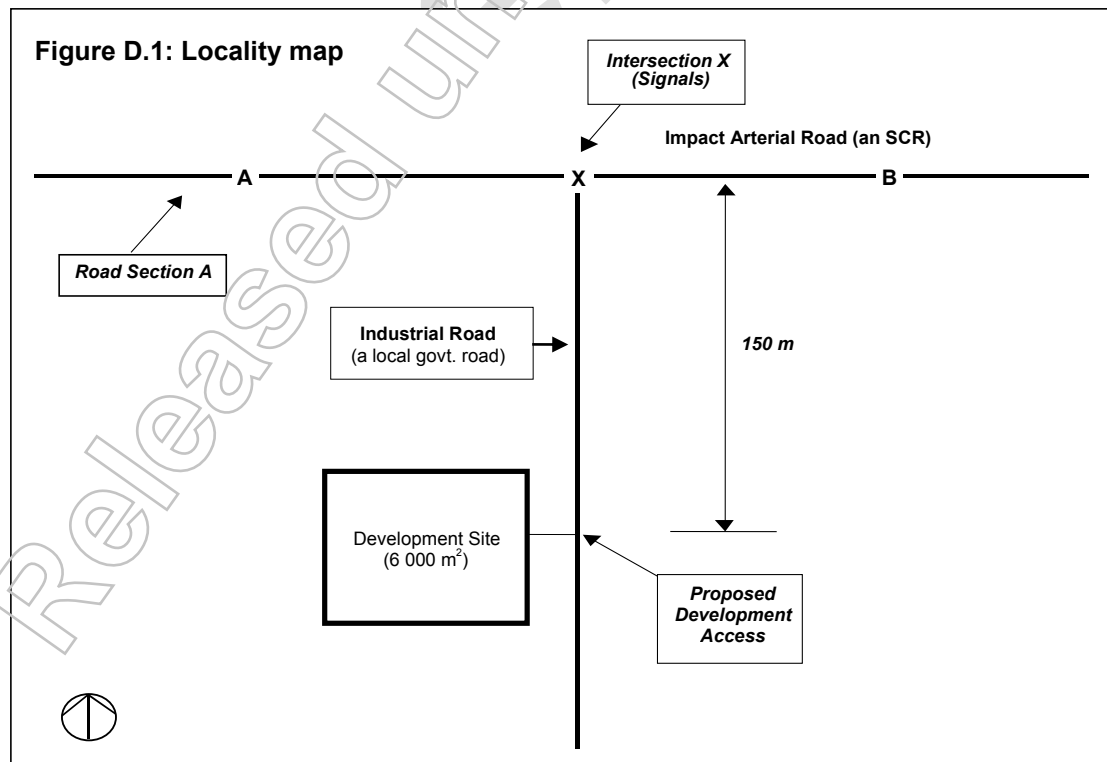 Figure D.1: Locality map
Intersection X
(Signals)
Impact Arterial Road (an SCR)
A
X
B
Road Section A
Industrial Road
(a local govt. road)
150 m
Development Site
(6 000 m²)
Proposed
Development
Access
Released un